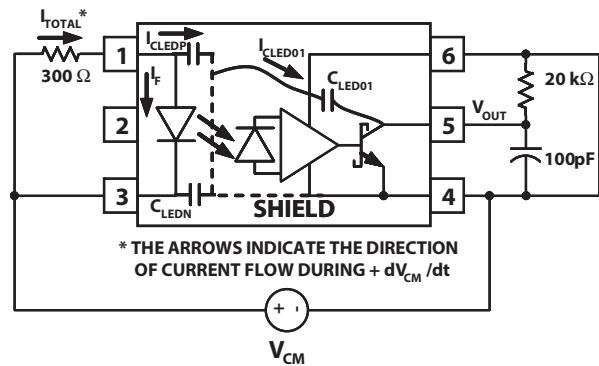 I_TOTAL*
300 Ω
1
I_CLEDP
I_CLED01
6
I_F
C_LED01
20 kΩ
2
5
V_OUT
100pF
3
C_LEDN
SHIELD
4
* THE ARROWS INDICATE THE DIRECTION
OF CURRENT FLOW DURING + dV_CM /dt
+ -
V_CM